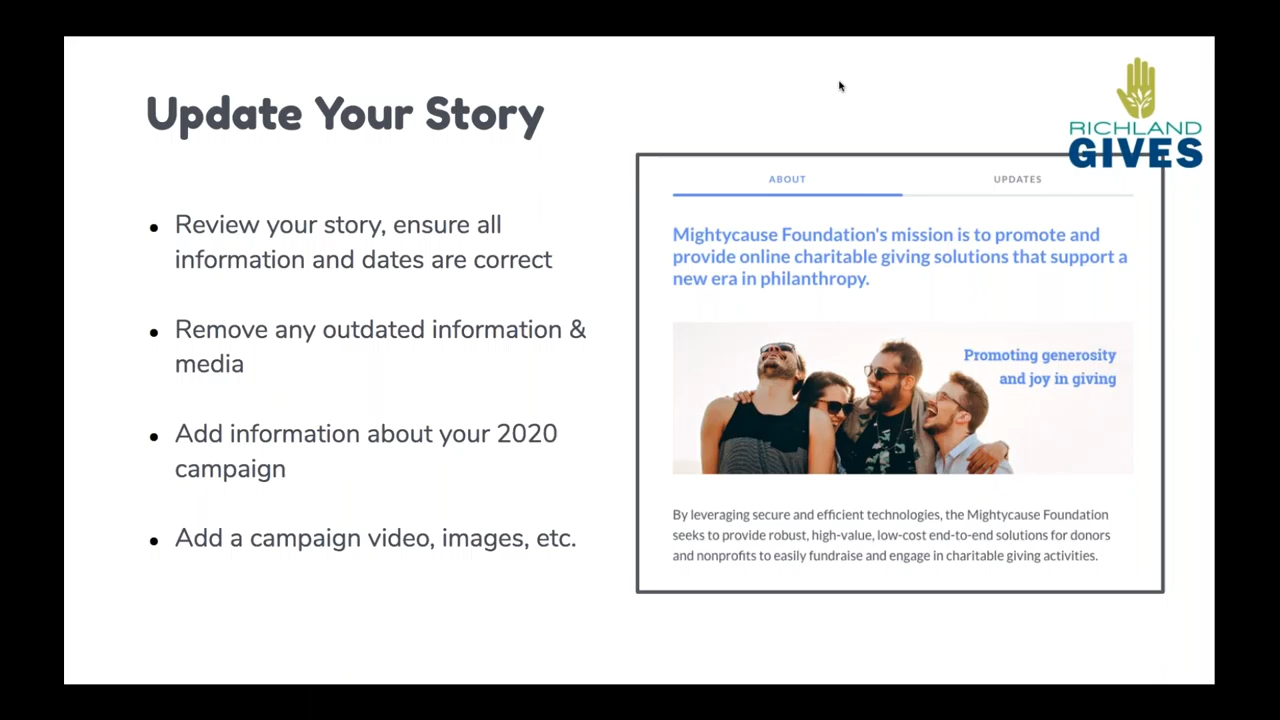 Update Your Story
RICHLAND
GIVES
• Review your story, ensure all
information and dates are correct
• Remove any outdated information &
media
• Add information about your 2020
campaign
• Add a campaign video, images, etc.
ABOUT UPDATES
Mightycause Foundation's mission is to promote and
provide online charitable giving solutions that support a
new era in philanthropy.
Promoting generosity
and joy in giving
By leveraging secure and efficient technologies, the Mightycause Foundation
seeks to provide robust, high-value, low-cost end-to-end solutions for donors
and nonprofits to easily fundraise and engage in charitable giving activities.